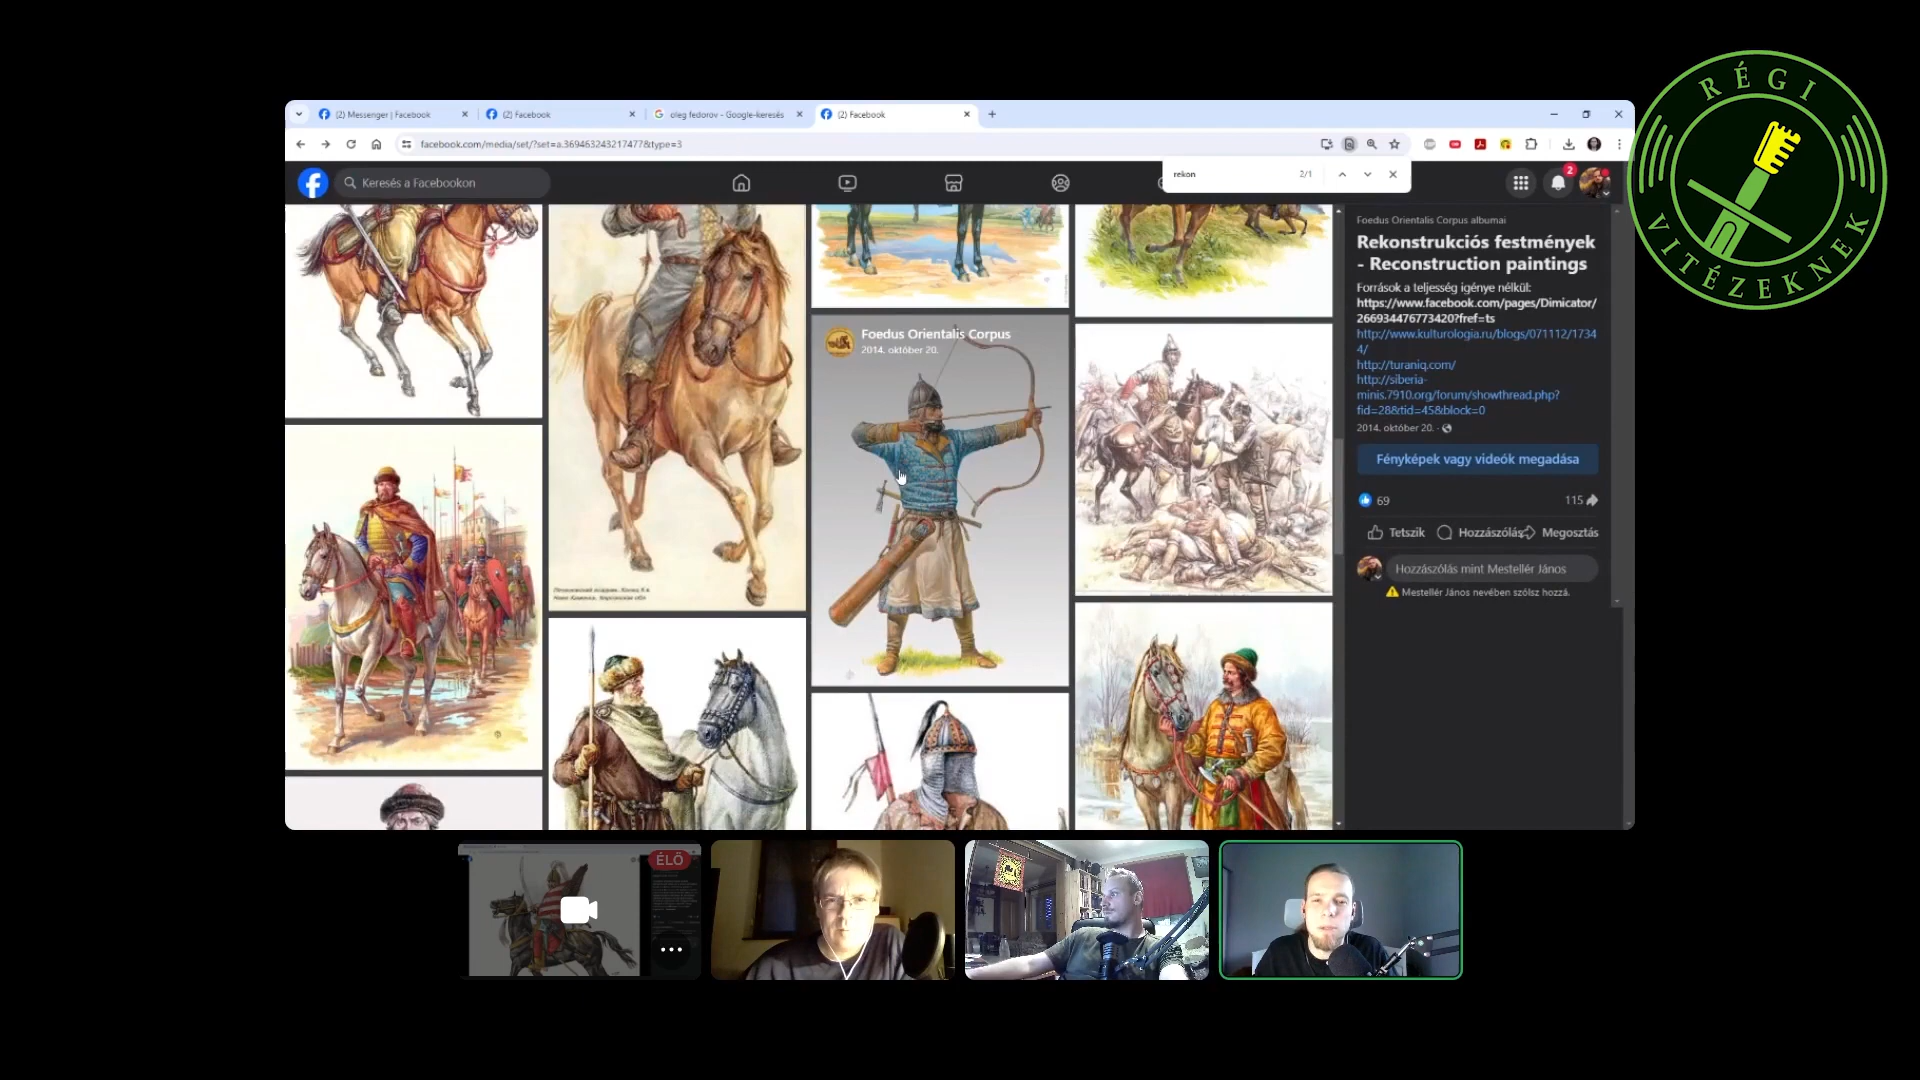 (2) Messenger | Facebook
(2) Facebook
oleg fedorov - Google-keresés
(2) Facebook
facebook.com/media/set/?set=a.369463243217477&type=3
Keresés a Facebookon
rekon
2/1
2
RÉGI
VITÉZEKNEK
Foedus Orientalis Corpus albumai
Rekonstrukciós festmények
- Reconstruction paintings
Források a teljesség igénye nélkül:
https://www.facebook.com/pages/Dimicator/
266934476773420?fref=ts
http://www.kulturologia.ru/blogs/071112/1734
4/
http://turaniq.com/
http://siberia-
minis.7910.org/forum/showthread.php?
fid=28&tid=45&block=0
2014. október 20.
Fényképek vagy videók megadása
69
115
Tetszik
Hozzászólás
Megosztás
Hozzászólás mint Mestellér János
Mestellér János nevében szólsz hozzá.
Foedus Orientalis Corpus
2014. október 20.
ÉLŐ